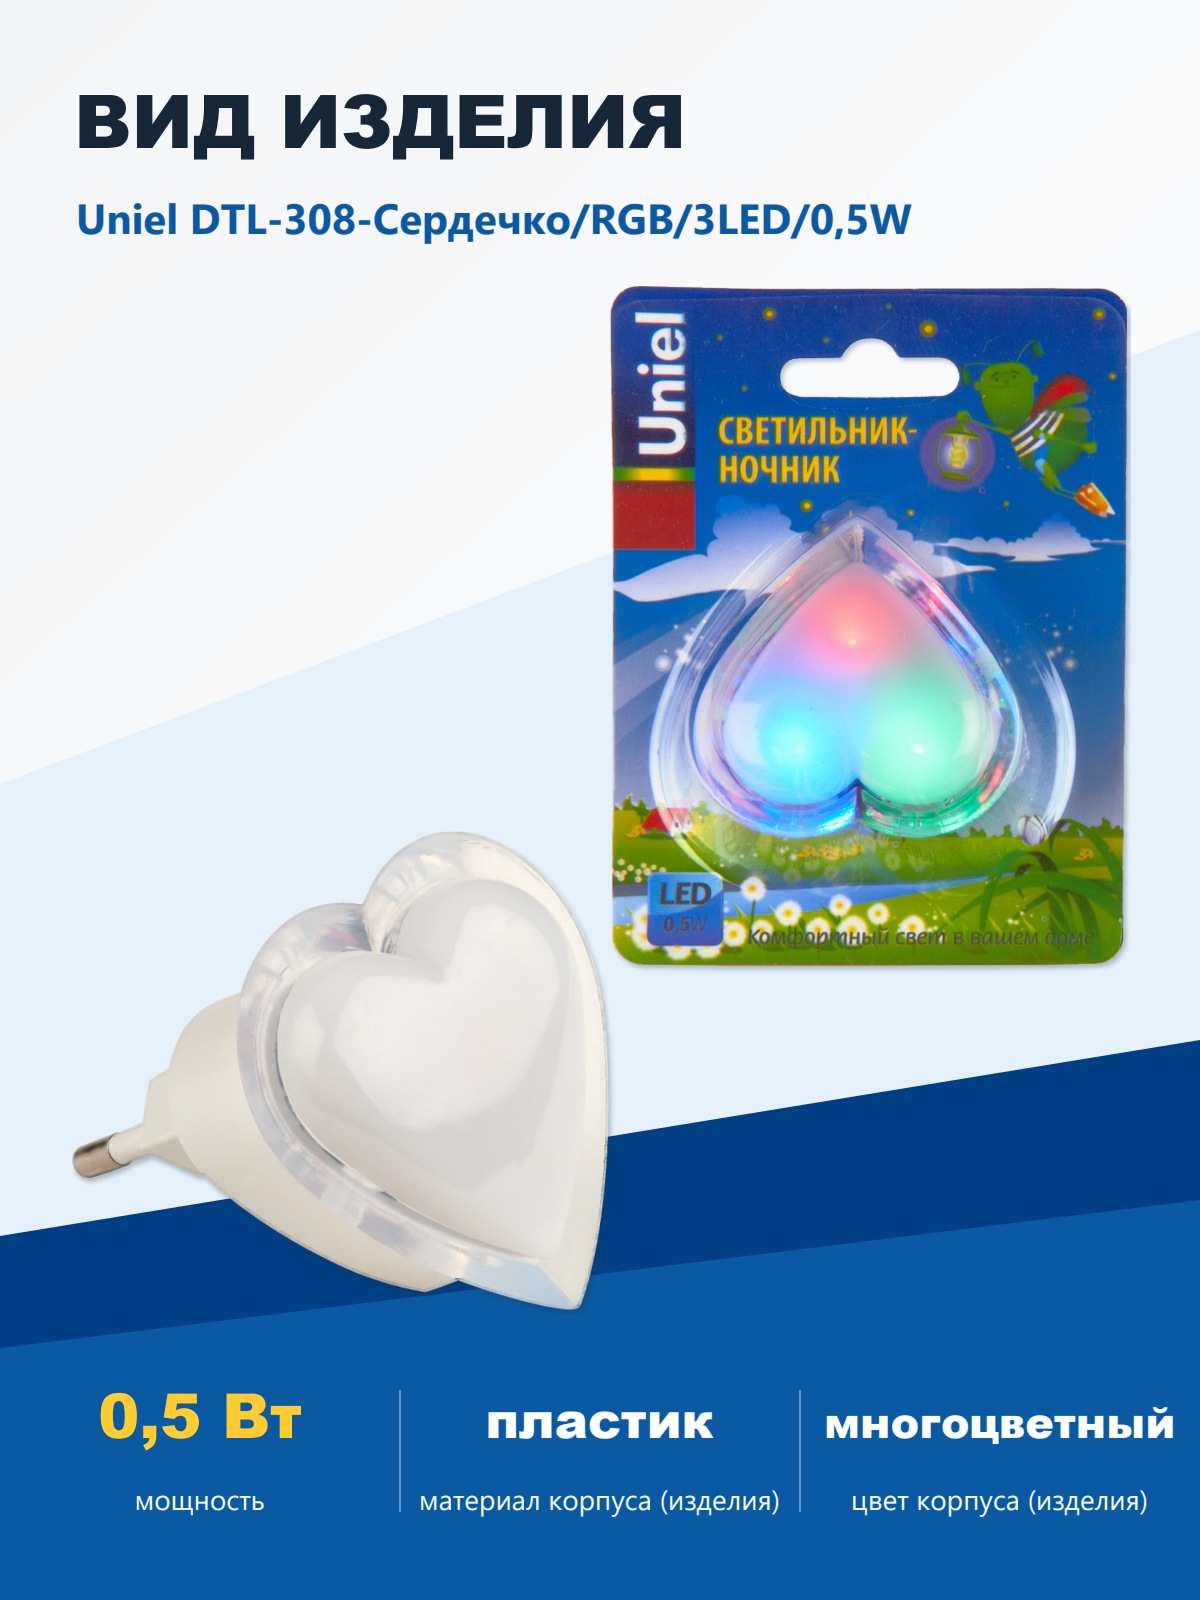 ВИД ИЗДЕЛИЯ
Uniel DTL-308-Сердечко/RGB/3LED/0,5W
Uniel
СВЕТИЛЬНИК-
НОЧНИК
LED
0,5W
Комфортный свет в вашем доме
0,5 Вт
мощность
пластик
материал корпуса (изделия)
многоцветный
цвет корпуса (изделия)